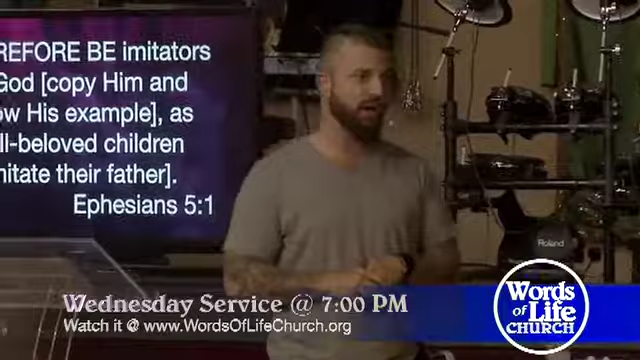 REFORE BE imitators
God [copy Him and
ow His example], as
ll-beloved children
nitate their father].
Ephesians 5:1
Roland
Wednesday Service @ 7:00 PM
Watch it @ www.WordsOfLifeChurch.org
Words
of
Life
CHURCH